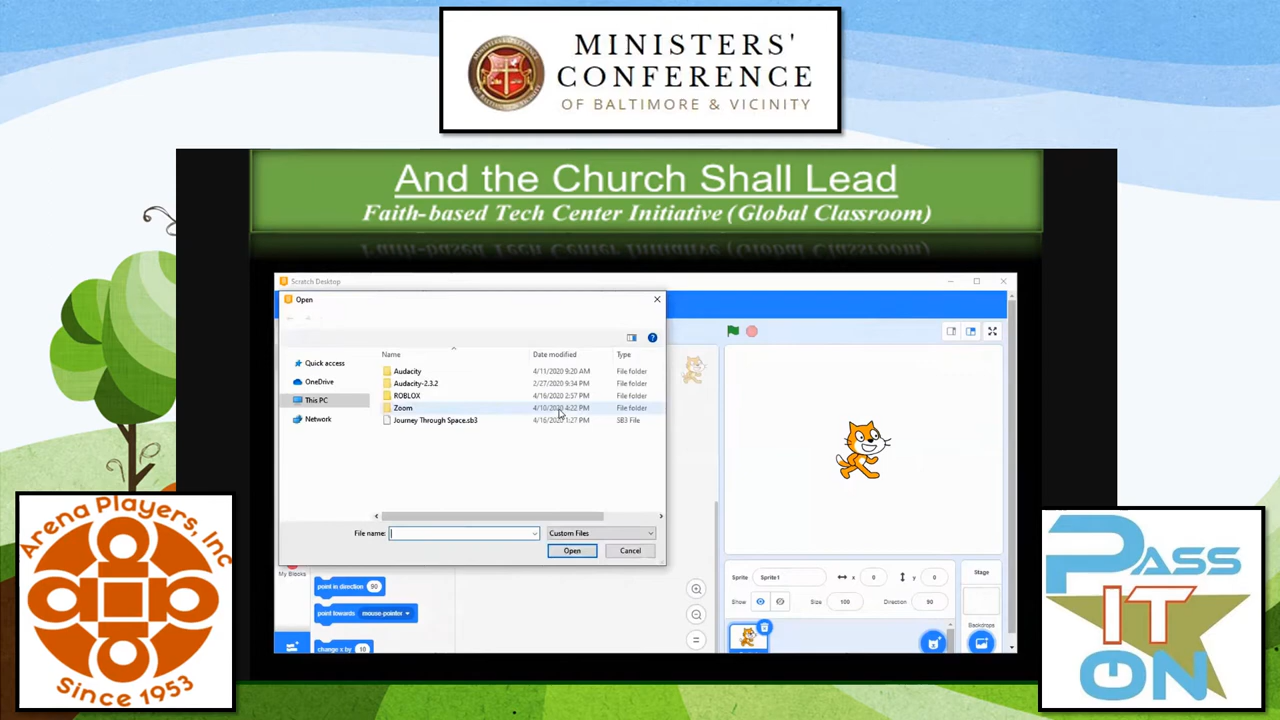 MINISTERS'
CONFERENCE
OF BALTIMORE & VICINITY
And the Church Shall Lead
Faith-based Tech Center Initiative (Global Classroom)
Scratch Desktop
Open
Name Date modified Type
Quick access
OneDrive
This PC
Network
Audacity 4/11/2020 9:20 AM File folder
Audacity-2.3.2 2/27/2020 9:34 PM File folder
ROBLOX 4/16/2020 2:57 PM File folder
Zoom 4/10/2020 4:22 PM File folder
Journey Through Space.sb3 4/16/2020 1:27 PM SB3 File
File name: Custom Files
Open Cancel
My Blocks
point in direction 90
point towards mouse-pointer
change x by 10
Sprite Sprite1 x 0 y 0
Show Size 100 Direction 90
Stage
Backdrops
Arena Players, Inc
Since 1953
PASS
IT
ON